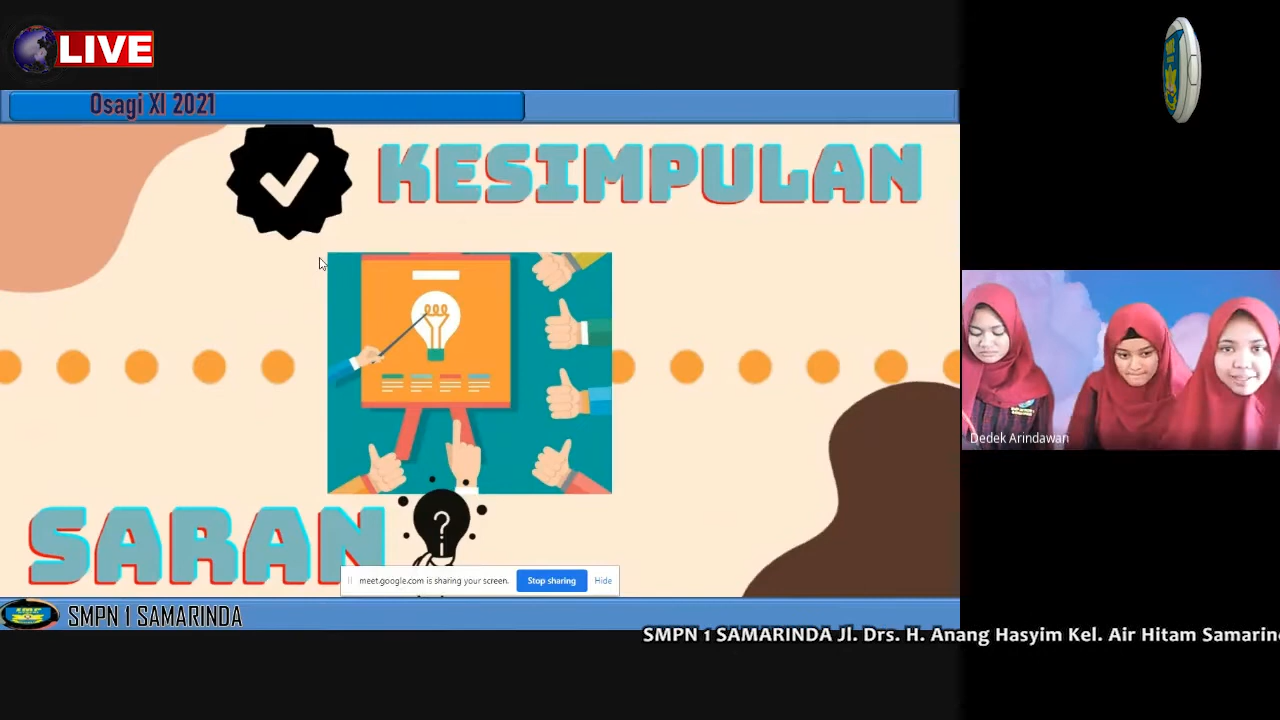 LIVE
Osagi XI 2021
KESIMPULAN
Dedek Arindawan
SARAN
?
meet.google.com is sharing your screen.
Stop sharing
Hide
SMPN 1 SAMARINDA
SMPN 1 SAMARINDA Jl. Drs. H. Anang Hasyim Kel. Air Hitam Samarin